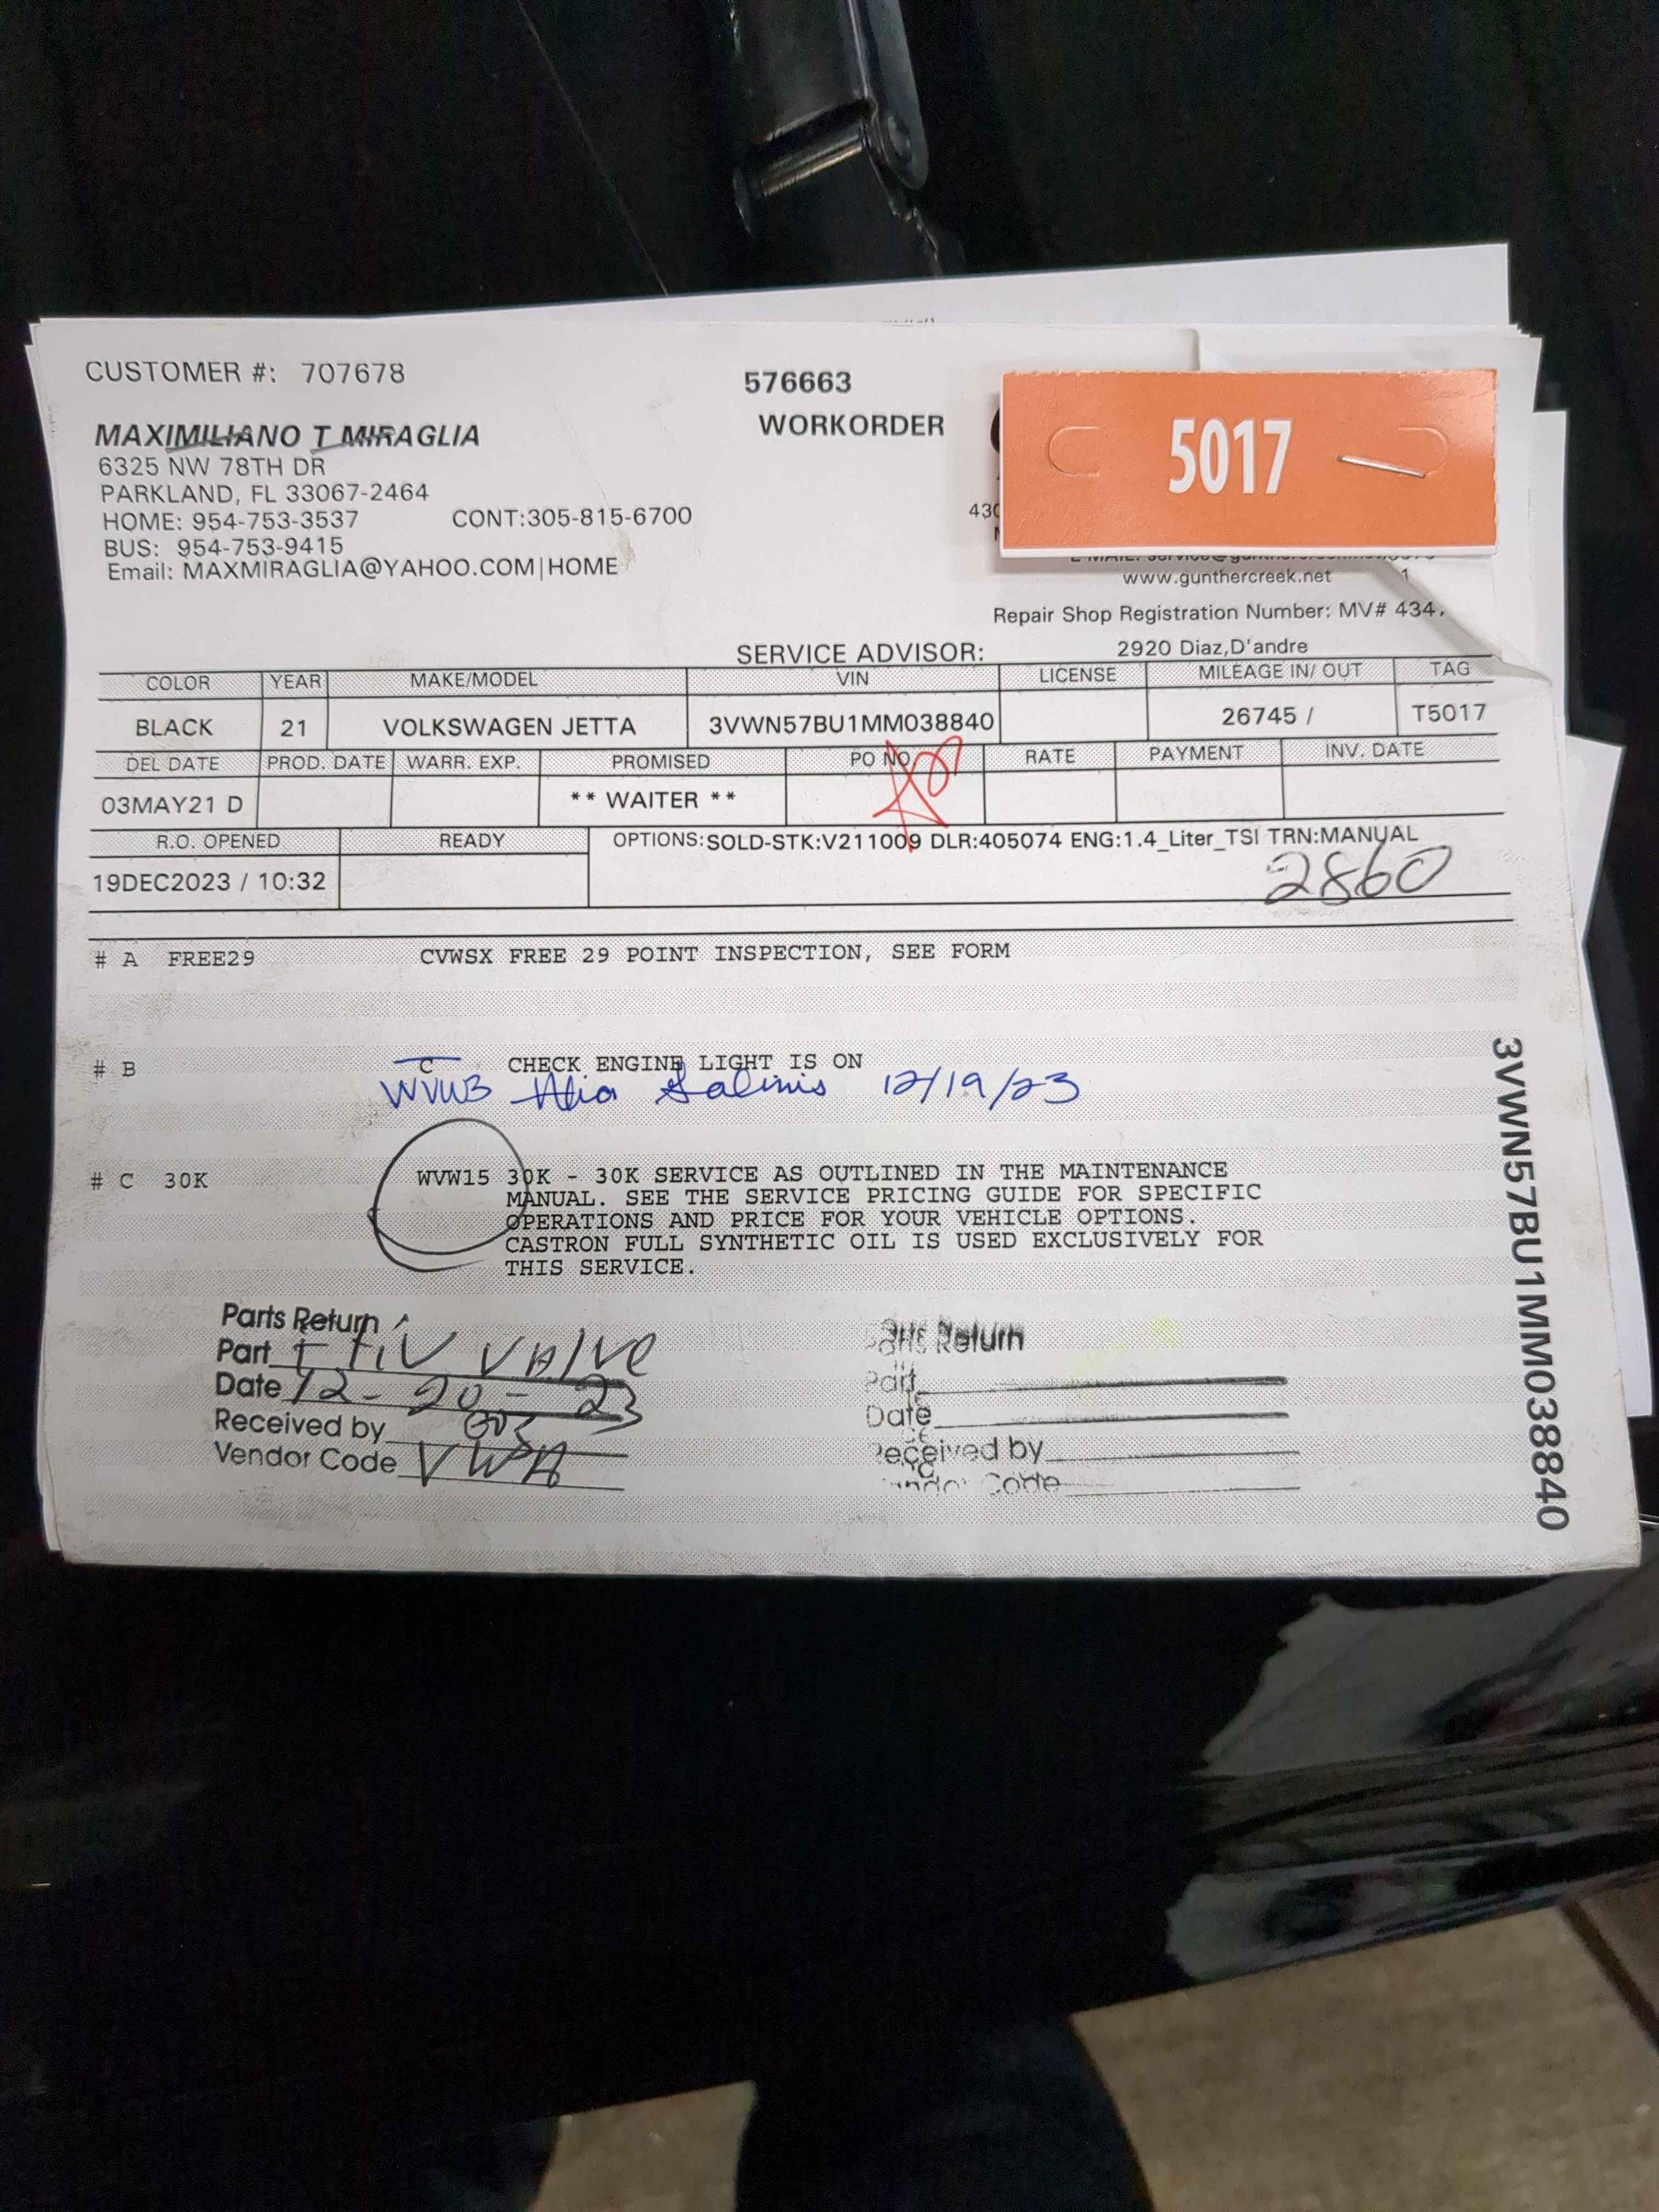 CUSTOMER #: 707678
576663
WORKORDER
5017
MAXIMILIANO T MIRAGLIA
6325 NW 78TH DR
PARKLAND, FL 33067-2464
HOME: 954-753-3537 CONT:305-815-6700
BUS: 954-753-9415
Email: MAXMIRAGLIA@YAHOO.COM|HOME
430
www.gunthercreek.net 1
Repair Shop Registration Number: MV# 434
SERVICE ADVISOR: 2920 Diaz,D'andre
COLOR YEAR MAKE/MODEL VIN LICENSE MILEAGE IN/ OUT TAG
BLACK 21 VOLKSWAGEN JETTA 3VWN57BU1MM038840 26745 / T5017
DEL DATE PROD. DATE WARR. EXP. PROMISED PO NO. RATE PAYMENT INV. DATE
03MAY21 D ** WAITER **
R.O. OPENED READY OPTIONS:SOLD-STK:V211009 DLR:405074 ENG:1.4_Liter_TSI TRN:MANUAL
19DEC2023 / 10:32
2860
# A FREE29 CVWSX FREE 29 POINT INSPECTION, SEE FORM
# B C CHECK ENGINE LIGHT IS ON
WVWB 12/19/23
# C 30K WVW15 30K - 30K SERVICE AS OUTLINED IN THE MAINTENANCE
MANUAL. SEE THE SERVICE PRICING GUIDE FOR SPECIFIC
OPERATIONS AND PRICE FOR YOUR VEHICLE OPTIONS.
CASTRON FULL SYNTHETIC OIL IS USED EXCLUSIVELY FOR
THIS SERVICE.
Parts Return
Part VAlVe
Date 12-20-23
Received by
Vendor Code VWA
Return
Part
Date
eceived by
Code
3VWN57BU1MM038840